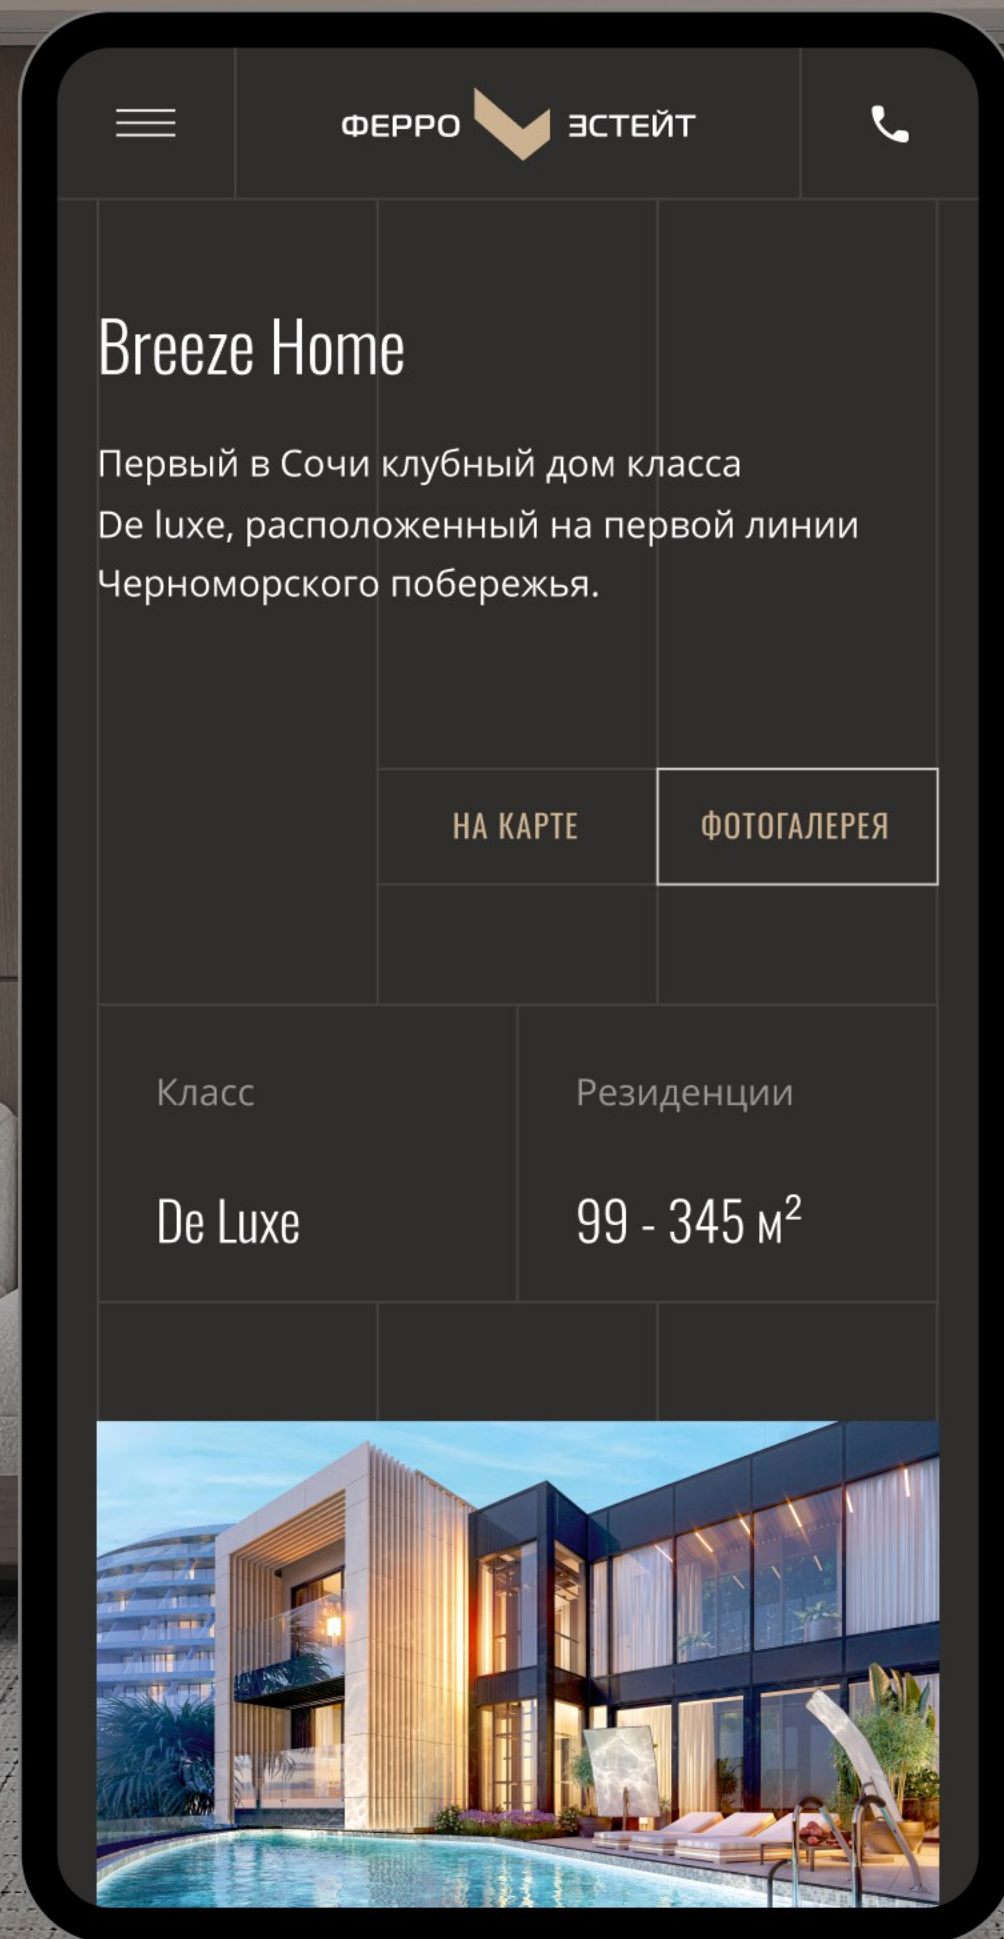 ФЕРРО ЭСТЕЙТ
Breeze Home
Первый в Сочи клубный дом класса
De luxe, расположенный на первой линии
Черноморского побережья.
НА КАРТЕ ФОТОГАЛЕРЕЯ
Класс Резиденции
De Luxe 99 - 345 м²